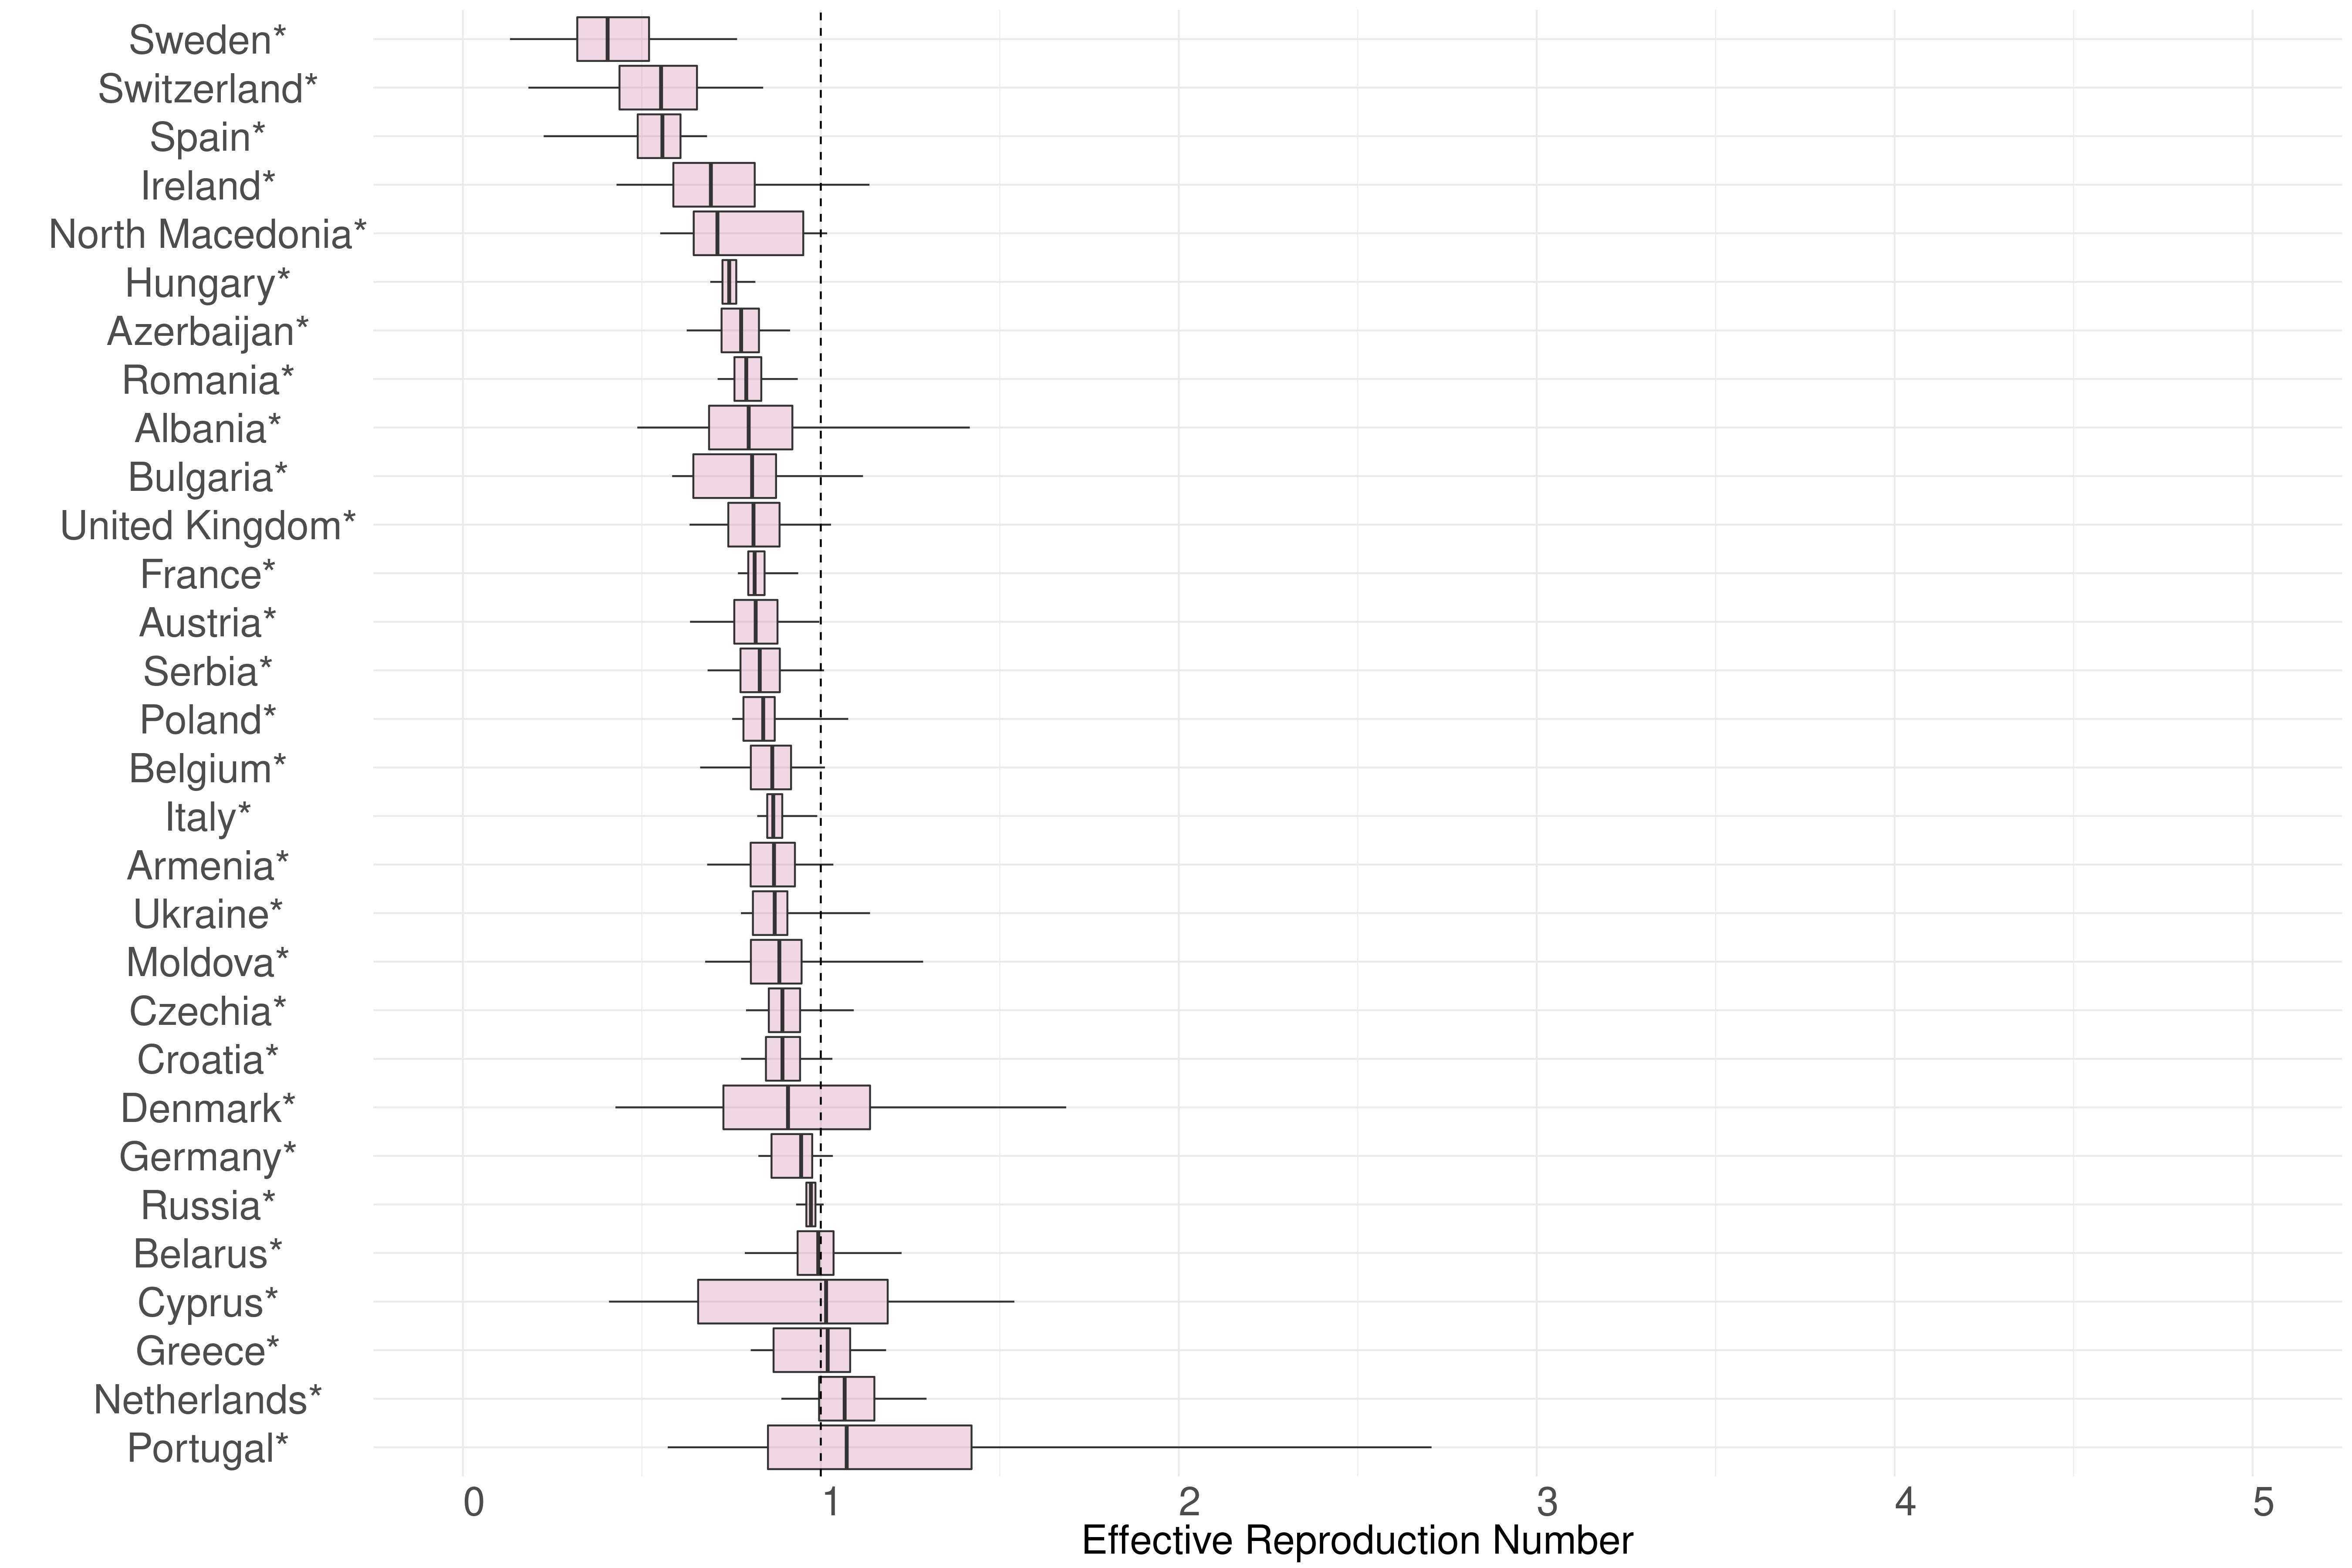 Sweden*
Switzerland*
Spain*
Ireland*
North Macedonia*
Hungary*
Azerbaijan*
Romania*
Albania*
Bulgaria*
United Kingdom*
France*
Austria*
Serbia*
Poland*
Belgium*
Italy*
Armenia*
Ukraine*
Moldova*
Czechia*
Croatia*
Denmark*
Germany*
Russia*
Belarus*
Cyprus*
Greece*
Netherlands*
Portugal*
0 1 2 3 4 5
Effective Reproduction Number